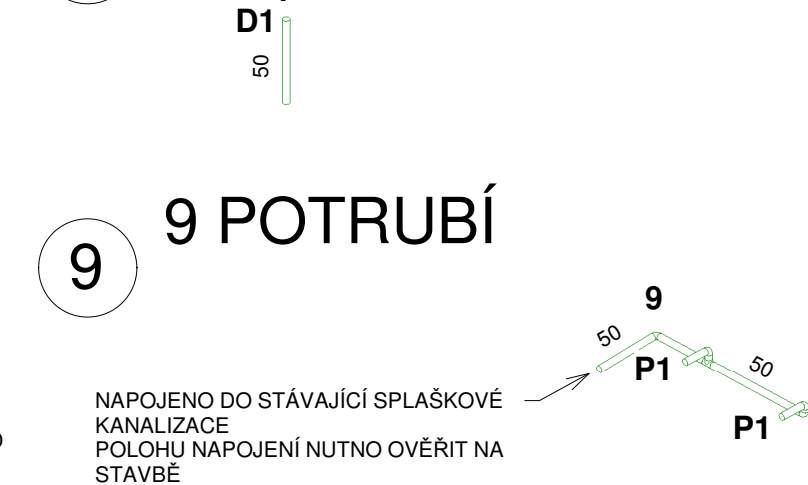 D1
50
9 POTRUBÍ
9
9
50
P1
50
P1
NAPOJENO DO STÁVAJÍCÍ SPLAŠKOVÉ
KANALIZACE
POLOHU NAPOJENÍ NUTNO OVĚŘIT NA
STAVBĚ